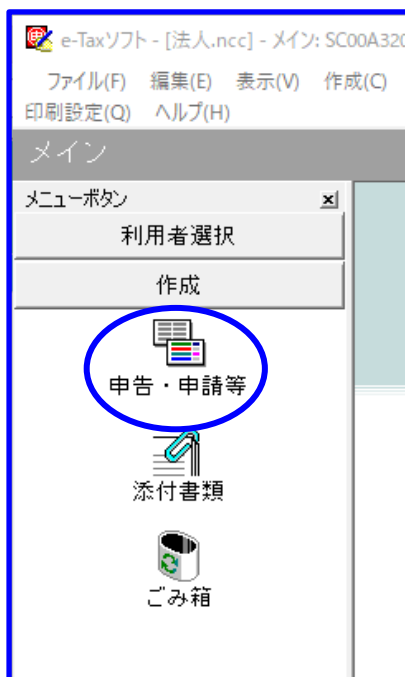 e-Taxソフト - [法人.ncc] - メイン: SC00A320
ファイル(F) 編集(E) 表示(V) 作成(C)
印刷設定(Q) ヘルプ(H)
メイン
メニューボタン
利用者選択
作成
申告・申請等
添付書類
ごみ箱